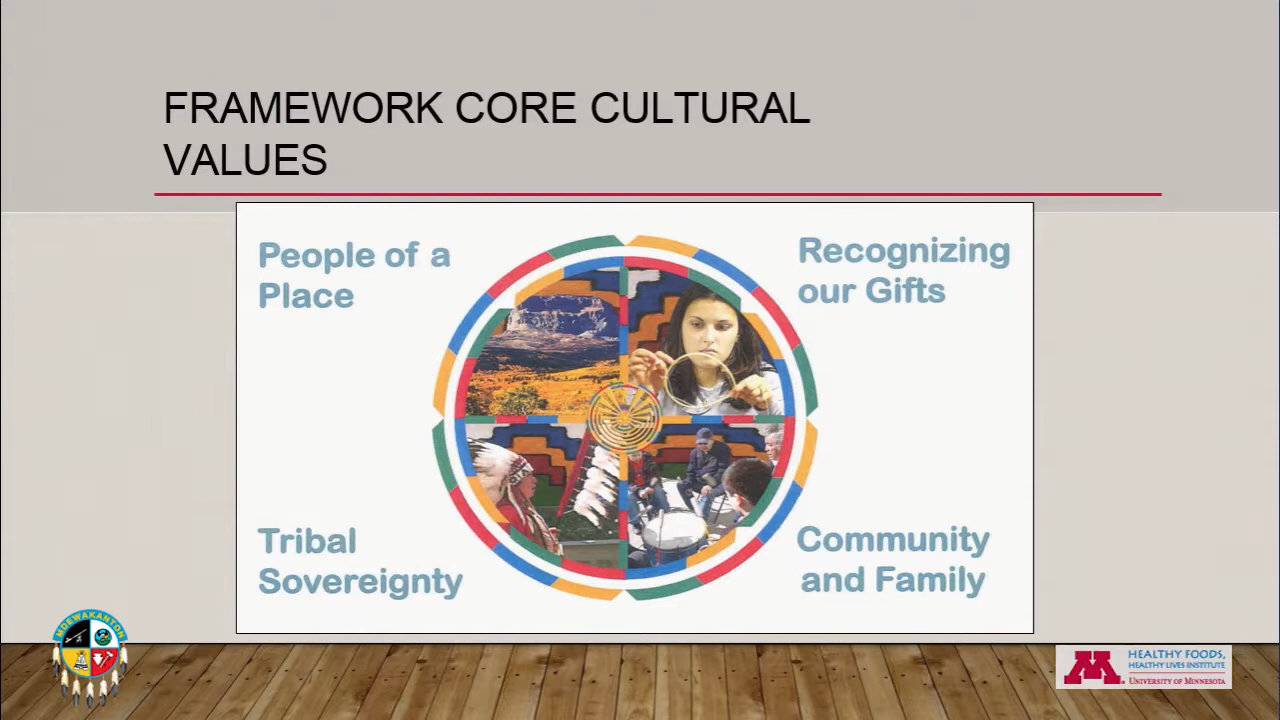 FRAMEWORK CORE CULTURAL
VALUES
People of a
Place
Recognizing
our Gifts
Tribal
Sovereignty
Community
and Family
MDEWAKANTON
M
HEALTHY FOODS,
HEALTHY LIVES INSTITUTE
UNIVERSITY OF MINNESOTA